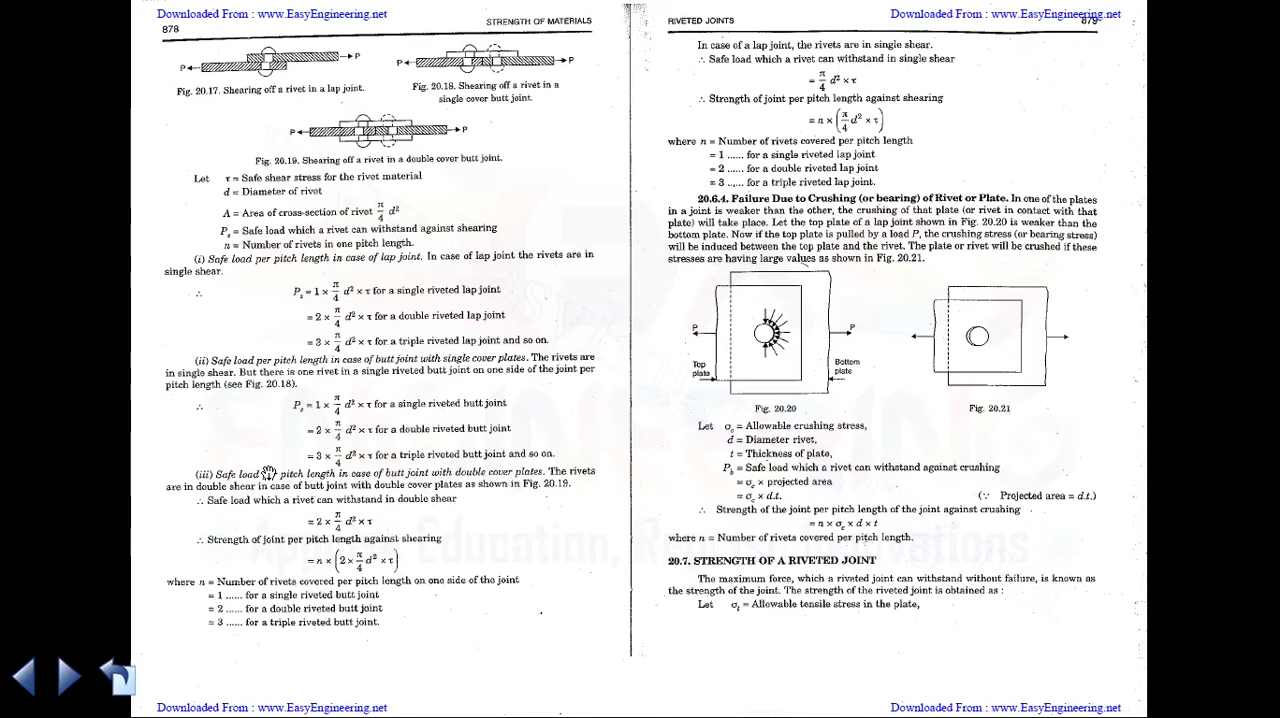 Downloaded From : www.EasyEngineering.net
878
STRENGTH OF MATERIALS
P
P
P
P
Fig. 20.17. Shearing off a rivet in a lap joint.
Fig. 20.18. Shearing off a rivet in a
single cover butt joint.
P
P
Fig. 20.19. Shearing off a rivet in a double cover butt joint.
Let τ = Safe shear stress for the rivet material
d = Diameter of rivet
A = Area of cross-section of rivet π/4 d²
Pₛ = Safe load which a rivet can withstand against shearing
n = Number of rivets in one pitch length.
(i) Safe load per pitch length in case of lap joint. In case of lap joint the rivets are in
single shear.
∴ Pₛ = 1 × π/4 d² × τ for a single riveted lap joint
= 2 × π/4 d² × τ for a double riveted lap joint
= 3 × π/4 d² × τ for a triple riveted lap joint and so on.
(ii) Safe load per pitch length in case of butt joint with single cover plates. The rivets are
in single shear. But there is one rivet in a single riveted butt joint on one side of the joint per
pitch length (see Fig. 20.18).
∴ Pₛ = 1 × π/4 d² × τ for a single riveted butt joint
= 2 × π/4 d² × τ for a double riveted butt joint
= 3 × π/4 d² × τ for a triple riveted butt joint and so on.
(iii) Safe load pitch length in case of butt joint with double cover plates. The rivets
are in double shear in case of butt joint with double cover plates as shown in Fig. 20.19.
∴ Safe load which a rivet can withstand in double shear
= 2 × π/4 d² × τ
∴ Strength of joint per pitch length against shearing
= n × (2 × π/4 d² × τ)
where n = Number of rivets covered per pitch length on one side of the joint
= 1 ...... for a single riveted butt joint
= 2 ...... for a double riveted butt joint
= 3 ...... for a triple riveted butt joint.
Downloaded From : www.EasyEngineering.net
RIVETED JOINTS
Downloaded From : www.EasyEngineering.net
879
In case of a lap joint, the rivets are in single shear.
∴ Safe load which a rivet can withstand in single shear
= π/4 d² × τ
∴ Strength of joint per pitch length against shearing
= n × (π/4 d² × τ)
where n = Number of rivets covered per pitch length
= 1 ...... for a single riveted lap joint
= 2 ...... for a double riveted lap joint
= 3 ...... for a triple riveted lap joint.
20.6.4. Failure Due to Crushing (or bearing) of Rivet or Plate. In one of the plates
in a joint is weaker than the other, the crushing of that plate (or rivet in contact with that
plate) will take place. Let the top plate of a lap joint shown in Fig. 20.20 is weaker than the
bottom plate. Now if the top plate is pulled by a load P, the crushing stress (or bearing stress)
will be induced between the top plate and the rivet. The plate or rivet will be crushed if these
stresses are having large values as shown in Fig. 20.21.
P
P
Top
plate
Bottom
plate
Fig. 20.20
Fig. 20.21
Let σ_c = Allowable crushing stress,
d = Diameter rivet,
t = Thickness of plate,
P_b = Safe load which a rivet can withstand against crushing
= σ_c × projected area
= σ_c × d.t. (∵ Projected area = d.t.)
∴ Strength of the joint per pitch length of the joint against crushing
= n × σ_c × d × t
where n = Number of rivets covered per pitch length.
20.7. STRENGTH OF A RIVETED JOINT
The maximum force, which a riveted joint can withstand without failure, is known as
the strength of the joint. The strength of the riveted joint is obtained as :
Let σ_t = Allowable tensile stress in the plate,
Downloaded From : www.EasyEngineering.net